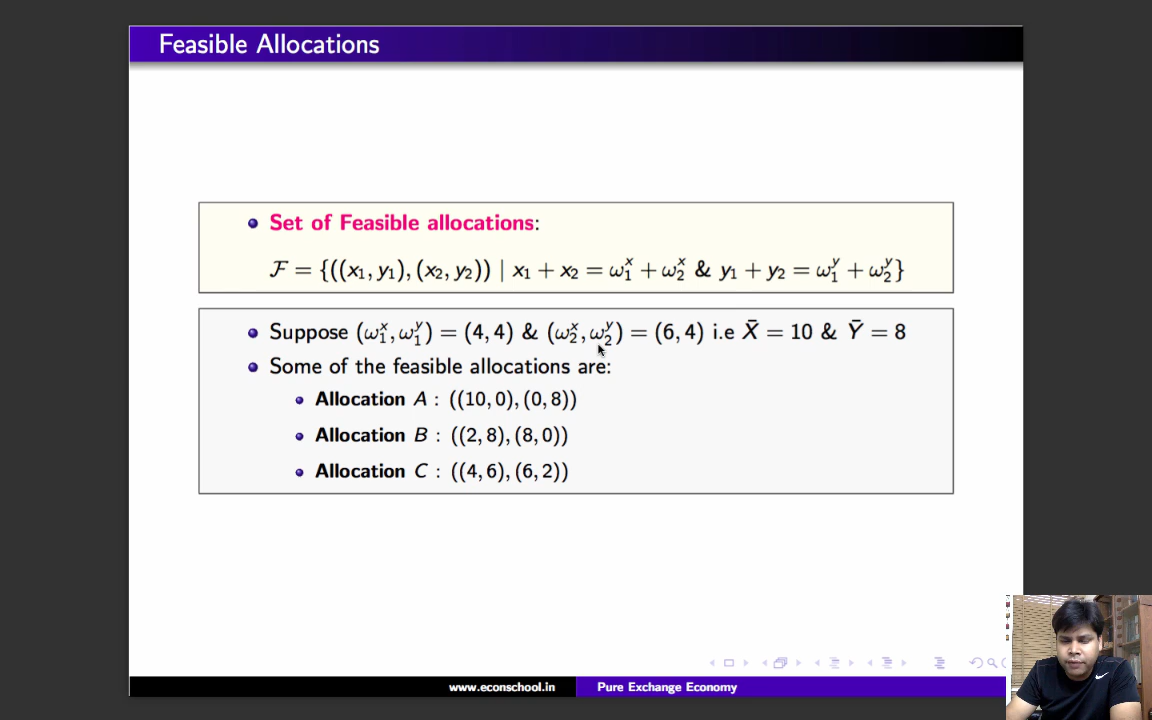 Feasible Allocations
Set of Feasible allocations:
ℱ = {((x₁, y₁), (x₂, y₂)) | x₁ + x₂ = ω₁ˣ + ω₂ˣ & y₁ + y₂ = ω₁ʸ + ω₂ʸ}
Suppose (ω₁ˣ, ω₁ʸ) = (4, 4) & (ω₂ˣ, ω₂ʸ) = (6, 4) i.e X̄ = 10 & Ȳ = 8
Some of the feasible allocations are:
Allocation A : ((10, 0), (0, 8))
Allocation B : ((2, 8), (8, 0))
Allocation C : ((4, 6), (6, 2))
www.econschool.in Pure Exchange Economy